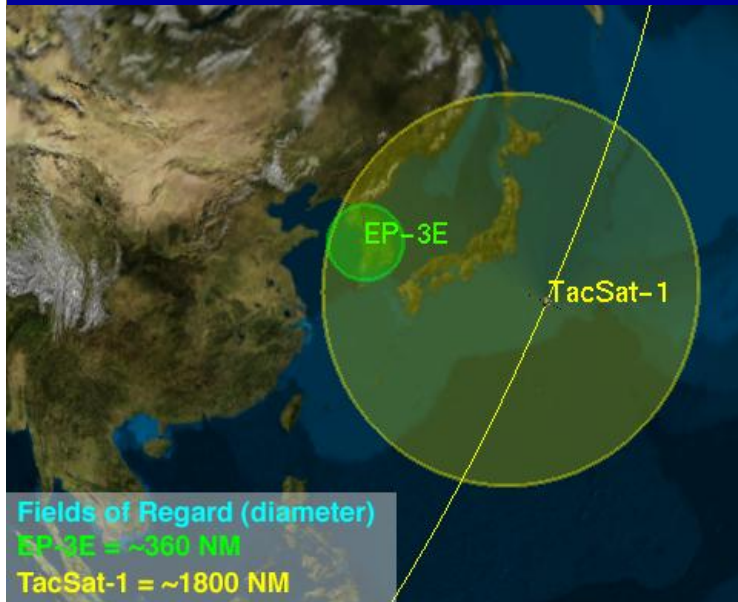 EP-3E
TacSat-1
Fields of Regard (diameter)
EP-3E = ~360 NM
TacSat-1 = ~1800 NM